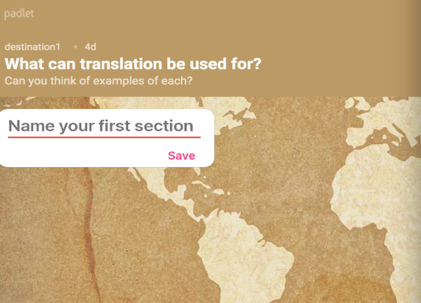 padlet
destination1 • 4d
What can translation be used for?
Can you think of examples of each?
Name your first section
Save